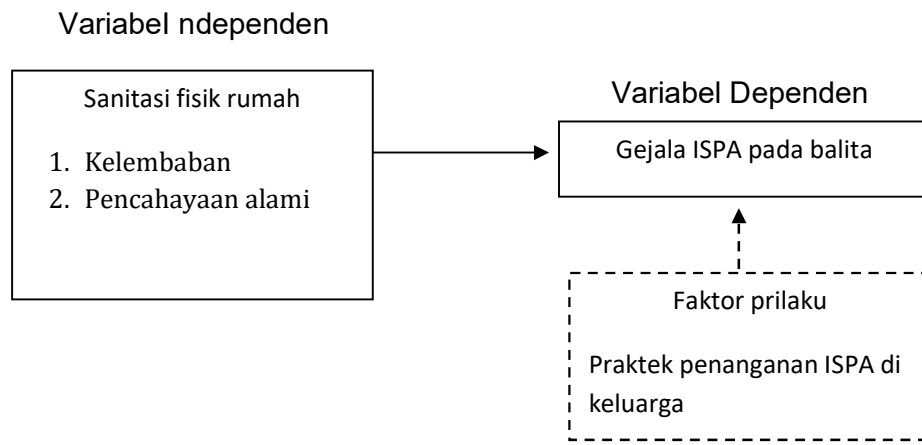 Variabel ndependen
Sanitasi fisik rumah
1. Kelembaban
2. Pencahayaan alami
Variabel Dependen
Gejala ISPA pada balita
Faktor prilaku
Praktek penanganan ISPA di
keluarga